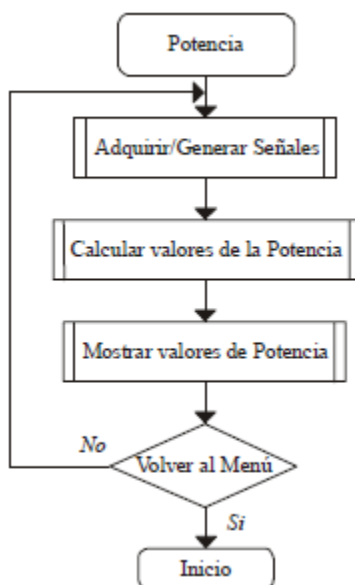 Potencia
Adquirir/Generar Señales
Calcular valores de la Potencia
Mostrar valores de Potencia
No
Volver al Menú
Si
Inicio